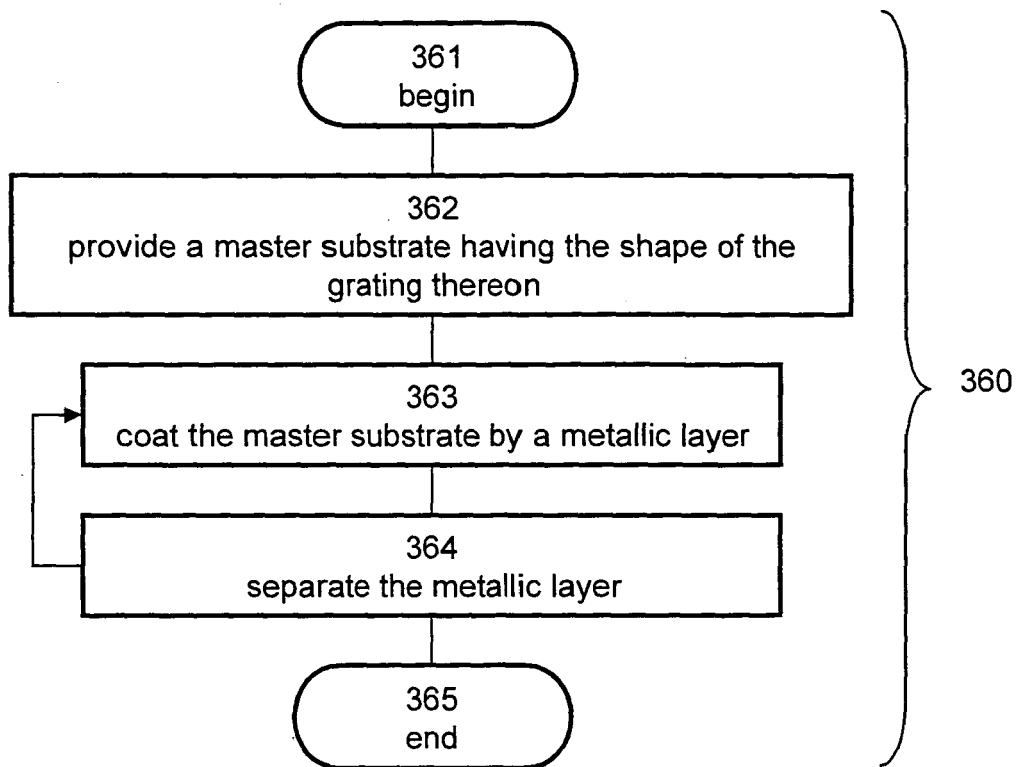 361
begin
362
provide a master substrate having the shape of the
grating thereon
363
coat the master substrate by a metallic layer
360
364
separate the metallic layer
365
end